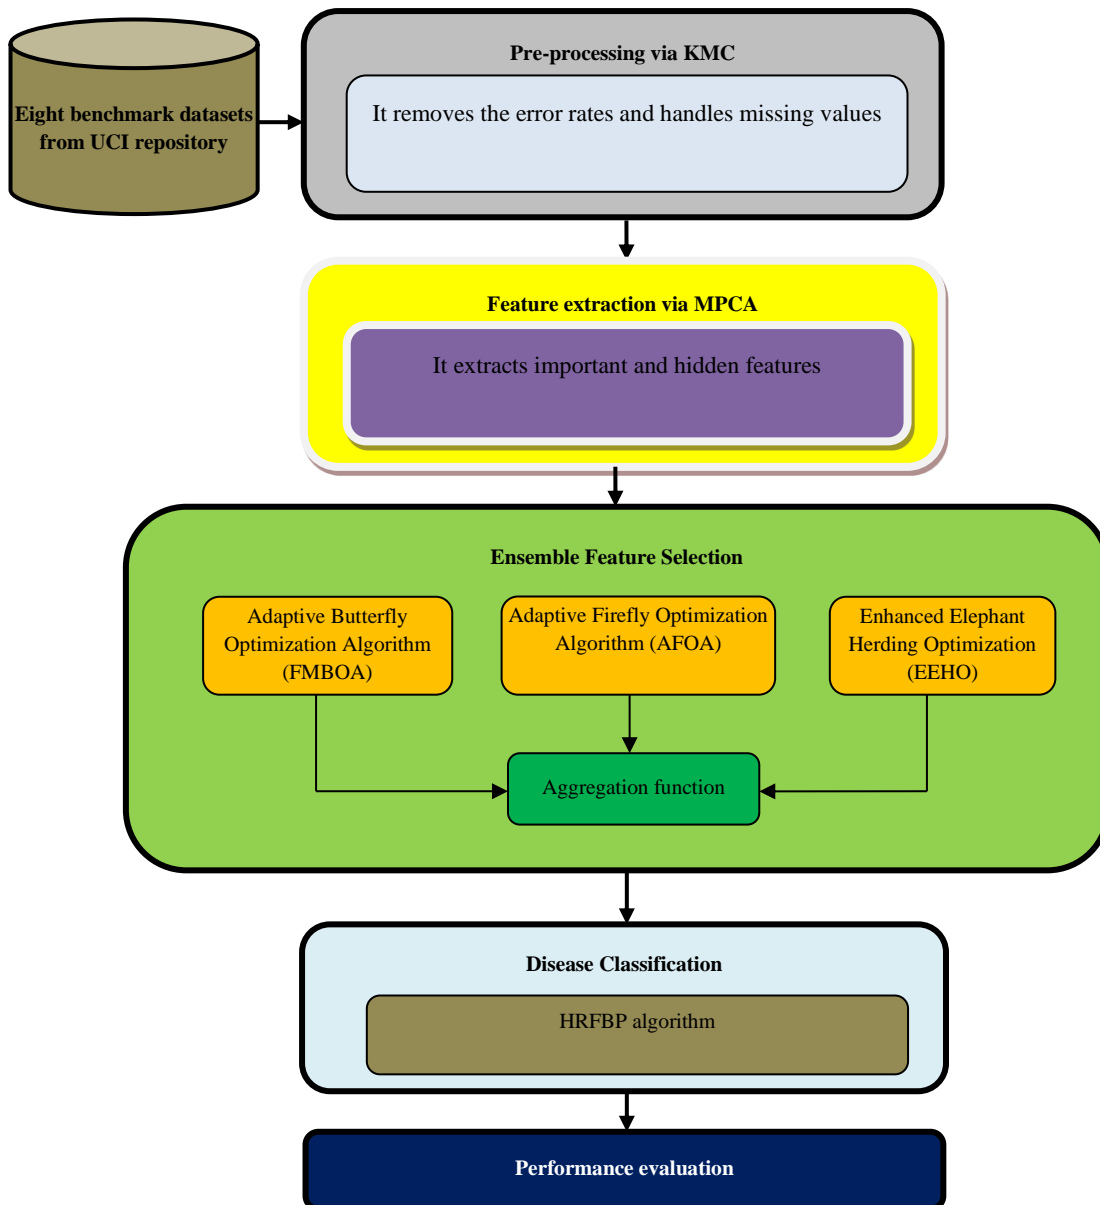 Eight benchmark datasets
from UCI repository
Pre-processing via KMC
It removes the error rates and handles missing values
Feature extraction via MPCA
It extracts important and hidden features
Ensemble Feature Selection
Adaptive Butterfly
Optimization Algorithm
(FMBOA)
Adaptive Firefly Optimization
Algorithm (AFOA)
Enhanced Elephant
Herding Optimization
(EEHO)
Aggregation function
Disease Classification
HRFBP algorithm
Performance evaluation